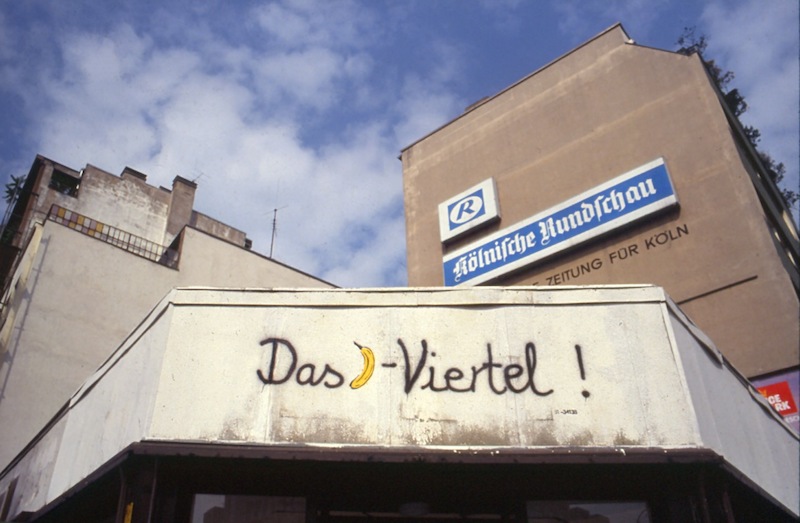 R
Kölnische Rundschau
ZEITUNG FÜR KÖLN
Das -Viertel !